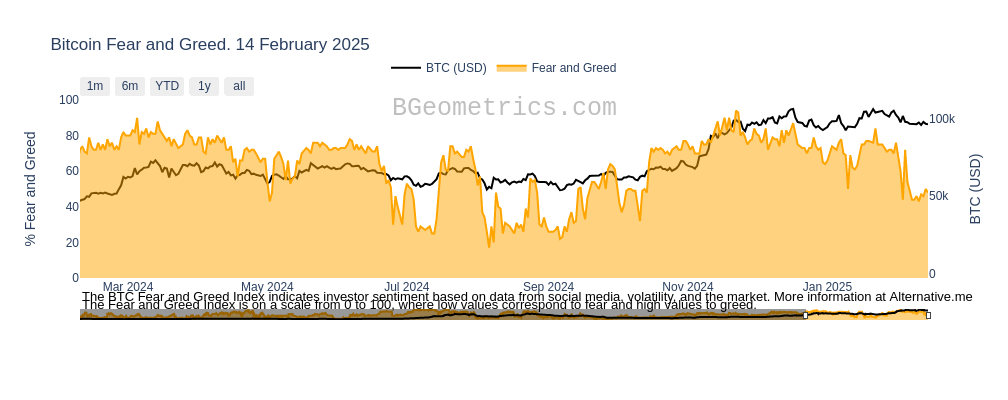 Bitcoin Fear and Greed. 14 February 2025
BTC (USD) Fear and Greed
1m 6m YTD 1y all
BGeometrics.com
100
80
60
40
20
0
% Fear and Greed
100k
50k
0
BTC (USD)
Mar 2024 May 2024 Jul 2024 Sep 2024 Nov 2024 Jan 2025
The BTC Fear and Greed Index indicates investor sentiment based on data from social media, volatility, and the market. More information at Alternative.me
The Fear and Greed Index is on a scale from 0 to 100, where low values correspond to fear and high values to greed.